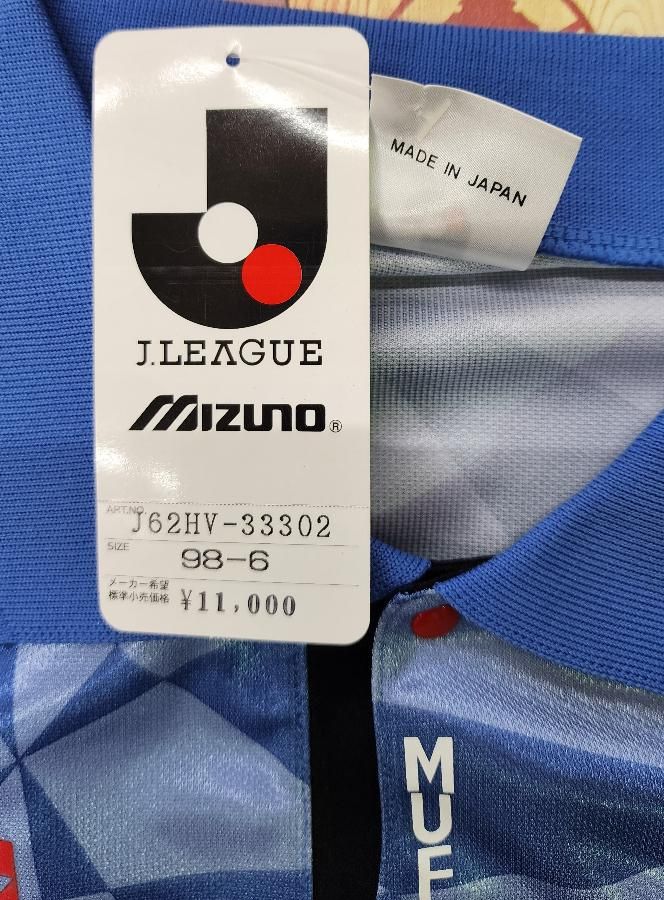 J.LEAGUE
MIZUNO®
ART.NO.
J62HV-33302
SIZE
98-6
メーカー希望
標準小売価格
¥11,000
MADE IN JAPAN
MUF